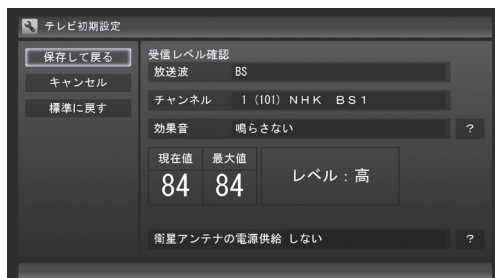 テレビ初期設定
保存して戻る
キャンセル
標準に戻す
受信レベル確認
放送波 BS
チャンネル 1 (101) NHK BS1
効果音 鳴らさない ?
現在値 最大値
84 84
レベル：高
衛星アンテナの電源供給 しない ?